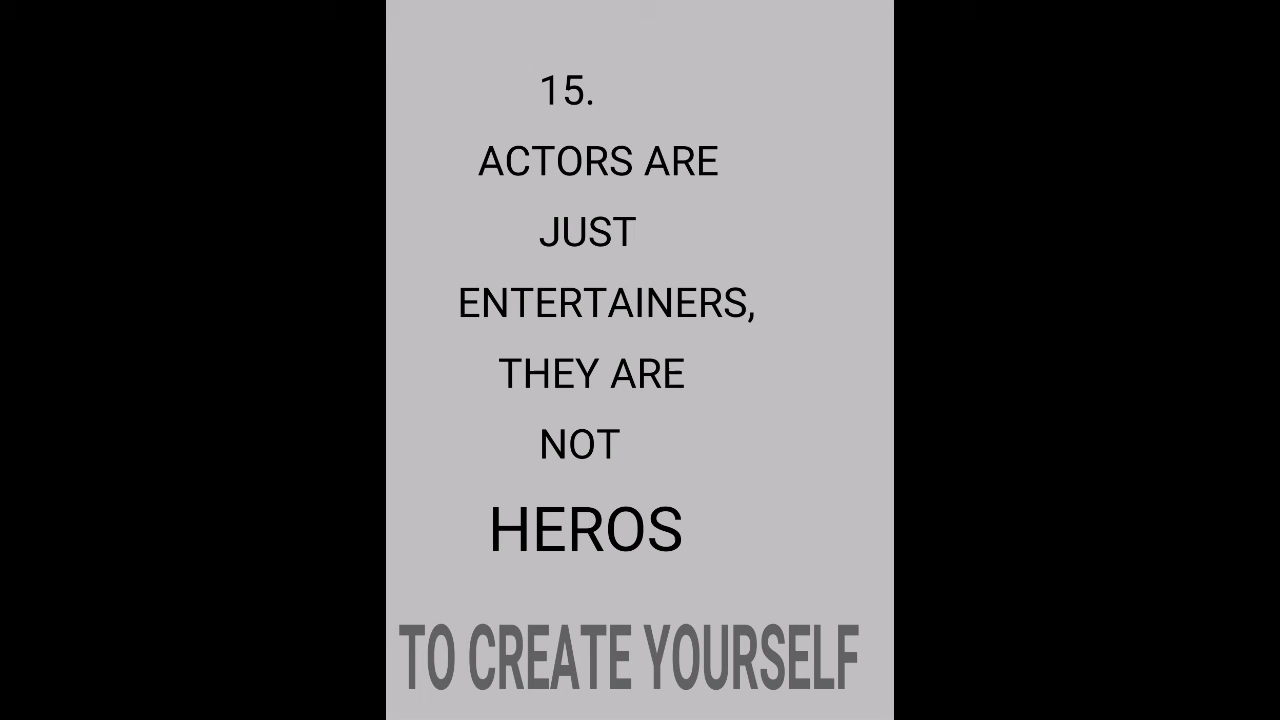 15.
ACTORS ARE
JUST
ENTERTAINERS,
THEY ARE
NOT
HEROS
TO CREATE YOURSELF